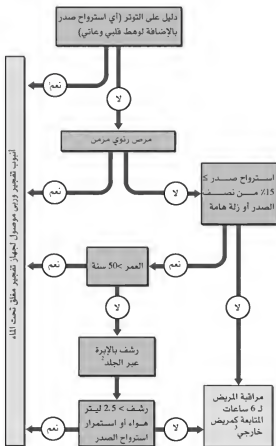 دليل على التوتر (أي استرواح صدر
بالإضافة لوهط قلبي وعائي)
نعم
لا
مرض رئوي مزمن
نعم
لا
استرواح صدر ≥
15٪ من نصف
الصدر أو زلة هامة
نعم
العمر >50 سنة
نعم
لا
لا
رشف بالإبرة
عبر الجلد
رشف > 2.5 ليتر
هواء أو استمرار
استرواح الصدر
نعم
لا
مراقبة المريض
لـ 6 ساعات
المتابعة كمريض
خارجي
أنبوب تفجير وربي موصول لجهاز تفجير مغلق تحت الماء